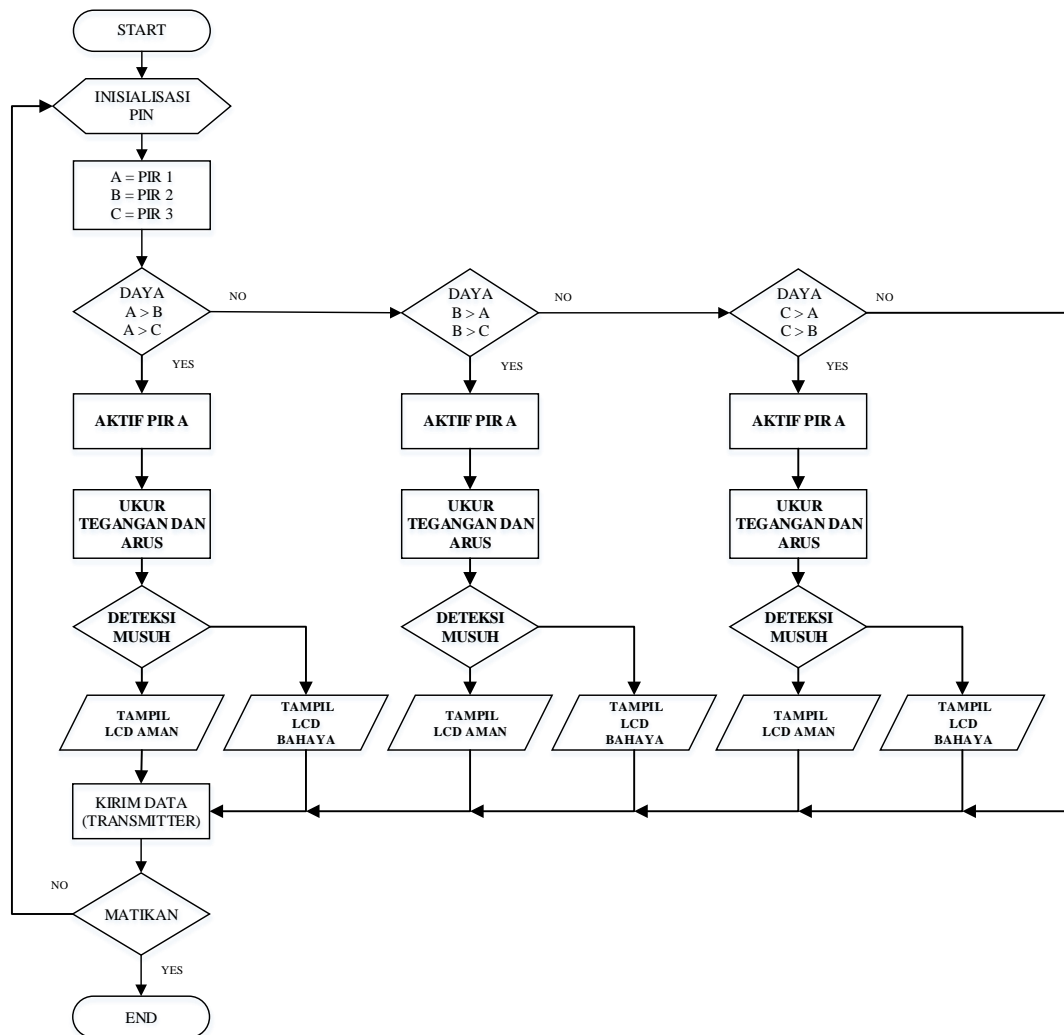 START
INISIALISASI
PIN
A = PIR 1
B = PIR 2
C = PIR 3
DAYA
A > B
A > C
NO
YES
DAYA
B > A
B > C
NO
YES
DAYA
C > A
C > B
NO
YES
AKTIF PIR A
AKTIF PIR A
AKTIF PIR A
UKUR
TEGANGAN DAN
ARUS
UKUR
TEGANGAN DAN
ARUS
UKUR
TEGANGAN DAN
ARUS
DETEKSI
MUSUH
DETEKSI
MUSUH
DETEKSI
MUSUH
TAMPIL
LCD AMAN
TAMPIL
LCD
BAHAYA
TAMPIL
LCD AMAN
TAMPIL
LCD
BAHAYA
TAMPIL
LCD AMAN
TAMPIL
LCD
BAHAYA
KIRIM DATA
(TRANSMITTER)
NO
MATIKAN
YES
END